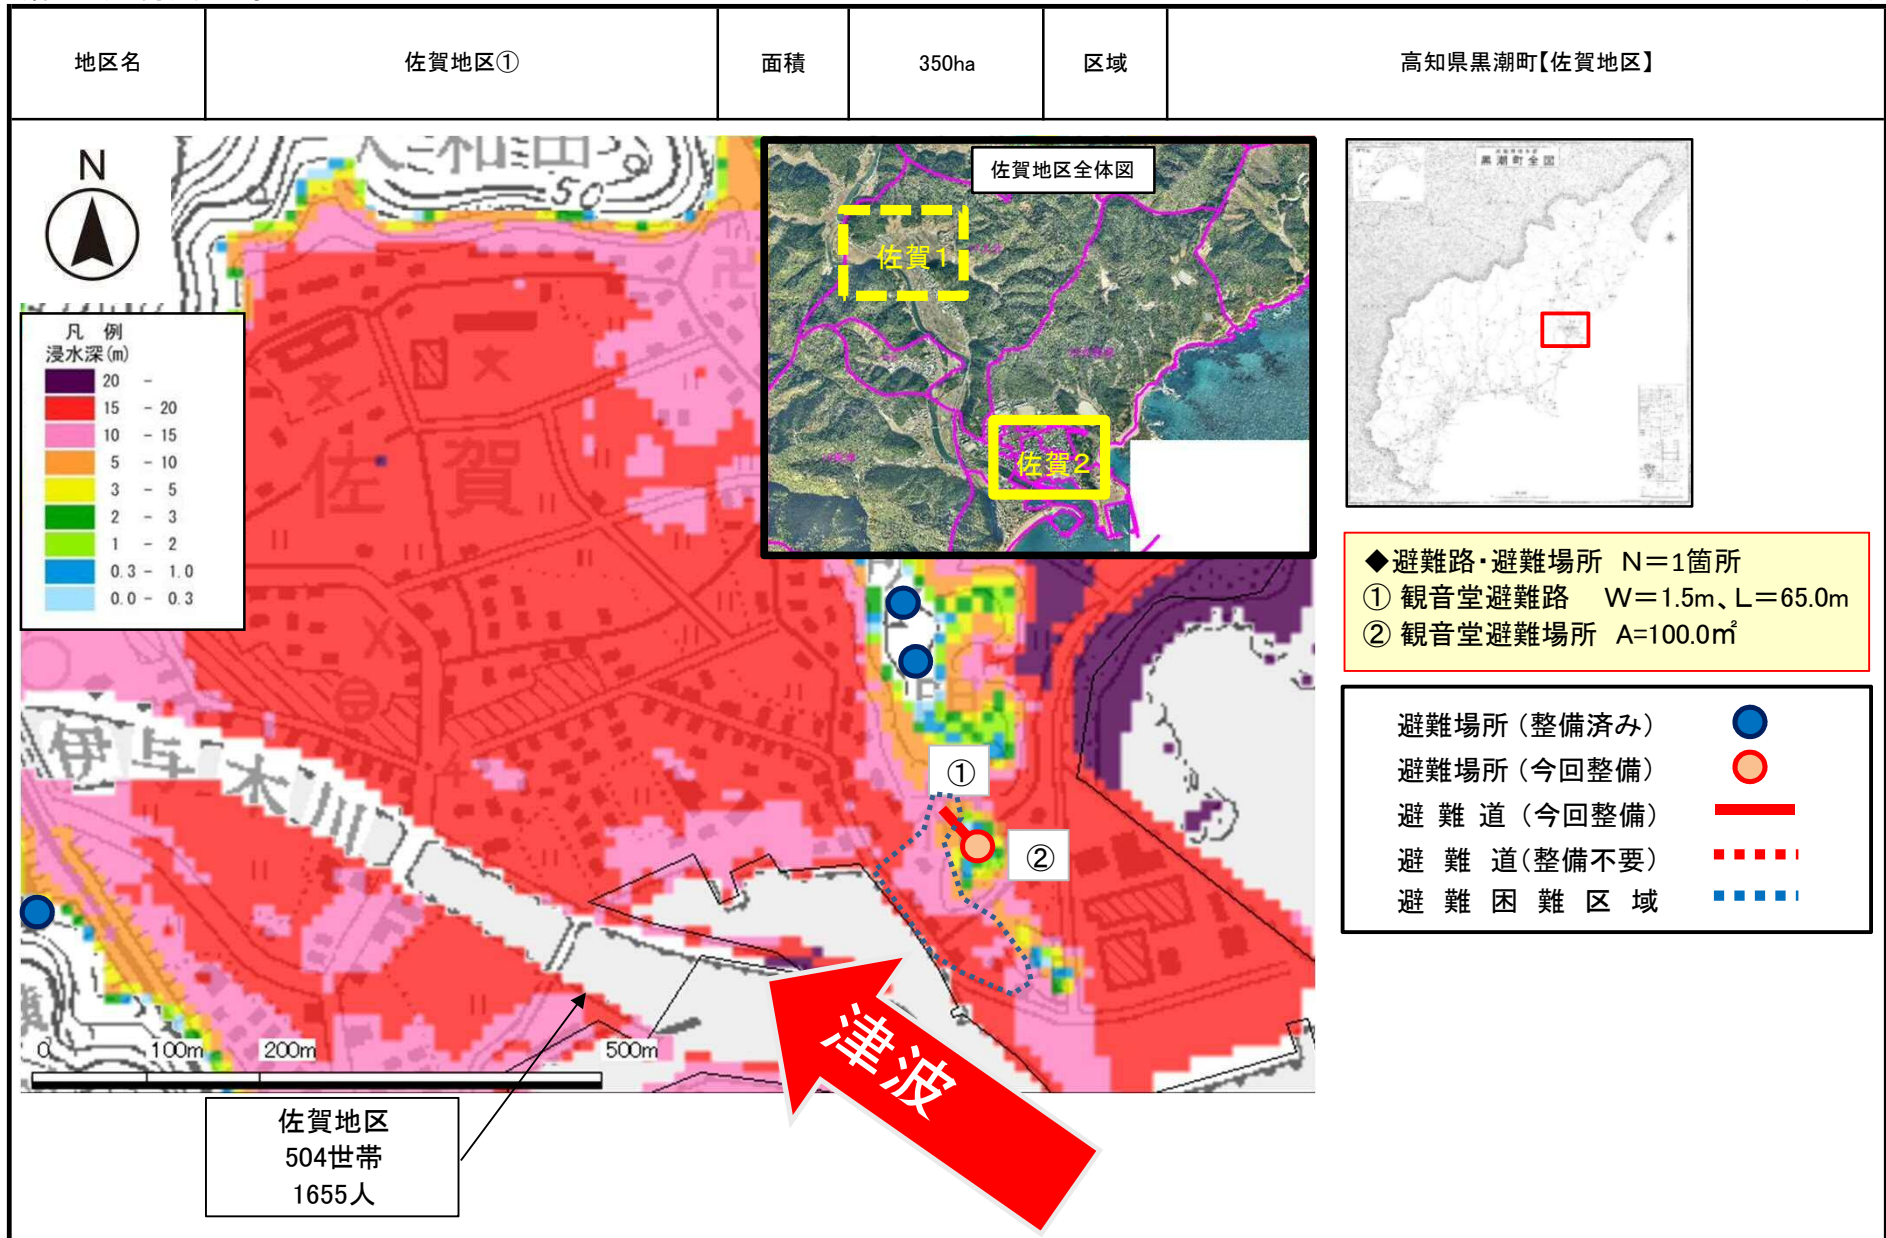 地区名
佐賀地区①
面積
350ha
区域
高知県黒潮町【佐賀地区】
N
佐賀地区全体図
佐賀1
佐賀2
黒潮町全図
凡 例
浸水深(m)
20 -
15 - 20
10 - 15
5 - 10
3 - 5
2 - 3
1 - 2
0.3 - 1.0
0.0 - 0.3
50
佐賀
伊与木川
◆避難路・避難場所 N=1箇所
① 観音堂避難路 W=1.5m、L=65.0m
② 観音堂避難場所 A=100.0㎡
避難場所(整備済み)
避難場所(今回整備)
避 難 道(今回整備)
避 難 道(整備不要)
避 難 困 難 区 域
①
②
津波
0 100m 200m 500m
佐賀地区
504世帯
1655人